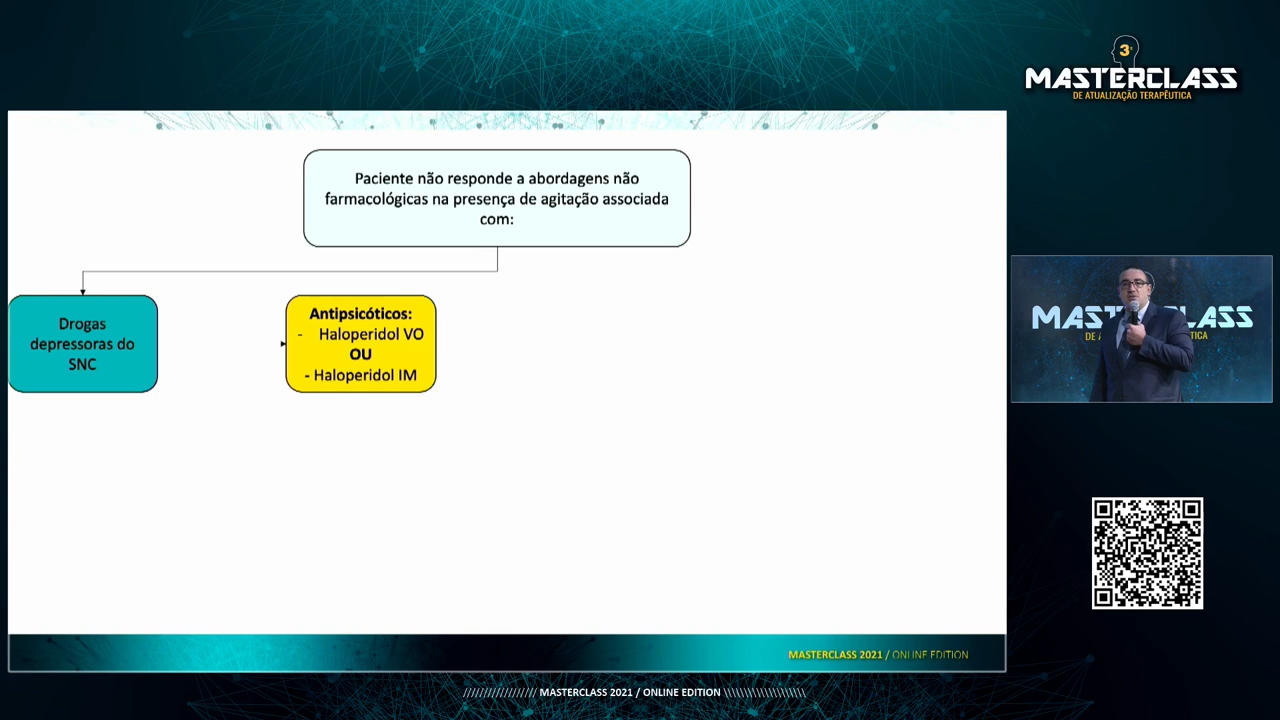 3ª
MASTERCLASS
DE ATUALIZAÇÃO TERAPÊUTICA
Paciente não responde a abordagens não
farmacológicas na presença de agitação associada
com:
Drogas
depressoras do
SNC
Antipsicóticos:
- Haloperidol VO
OU
- Haloperidol IM
MASTERCLASS 2021 / ONLINE EDITION
///////////////// MASTERCLASS 2021 / ONLINE EDITION \\\\\\\\\\\\\\\\\\\\